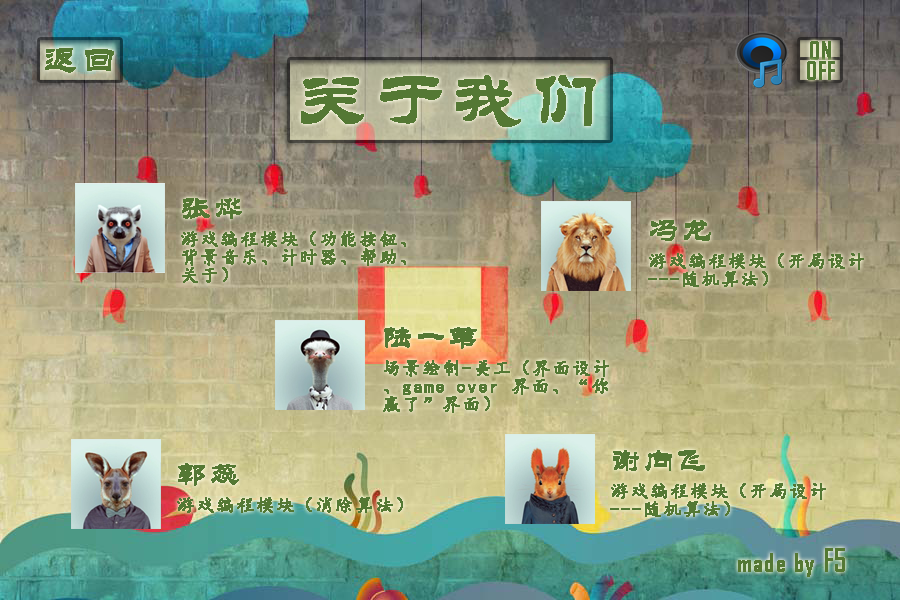 返回
ON
OFF
关于我们
张烨
游戏编程模块（功能按钮、
背景音乐、计时器、帮助、
关于）
冯龙
游戏编程模块（开局设计
---随机算法）
陆一苇
场景绘制-美工（界面设计
、game over 界面、“你
赢了”界面）
郭蕊
游戏编程模块（消除算法）
谢向飞
游戏编程模块（开局设计
---随机算法）
made by F5